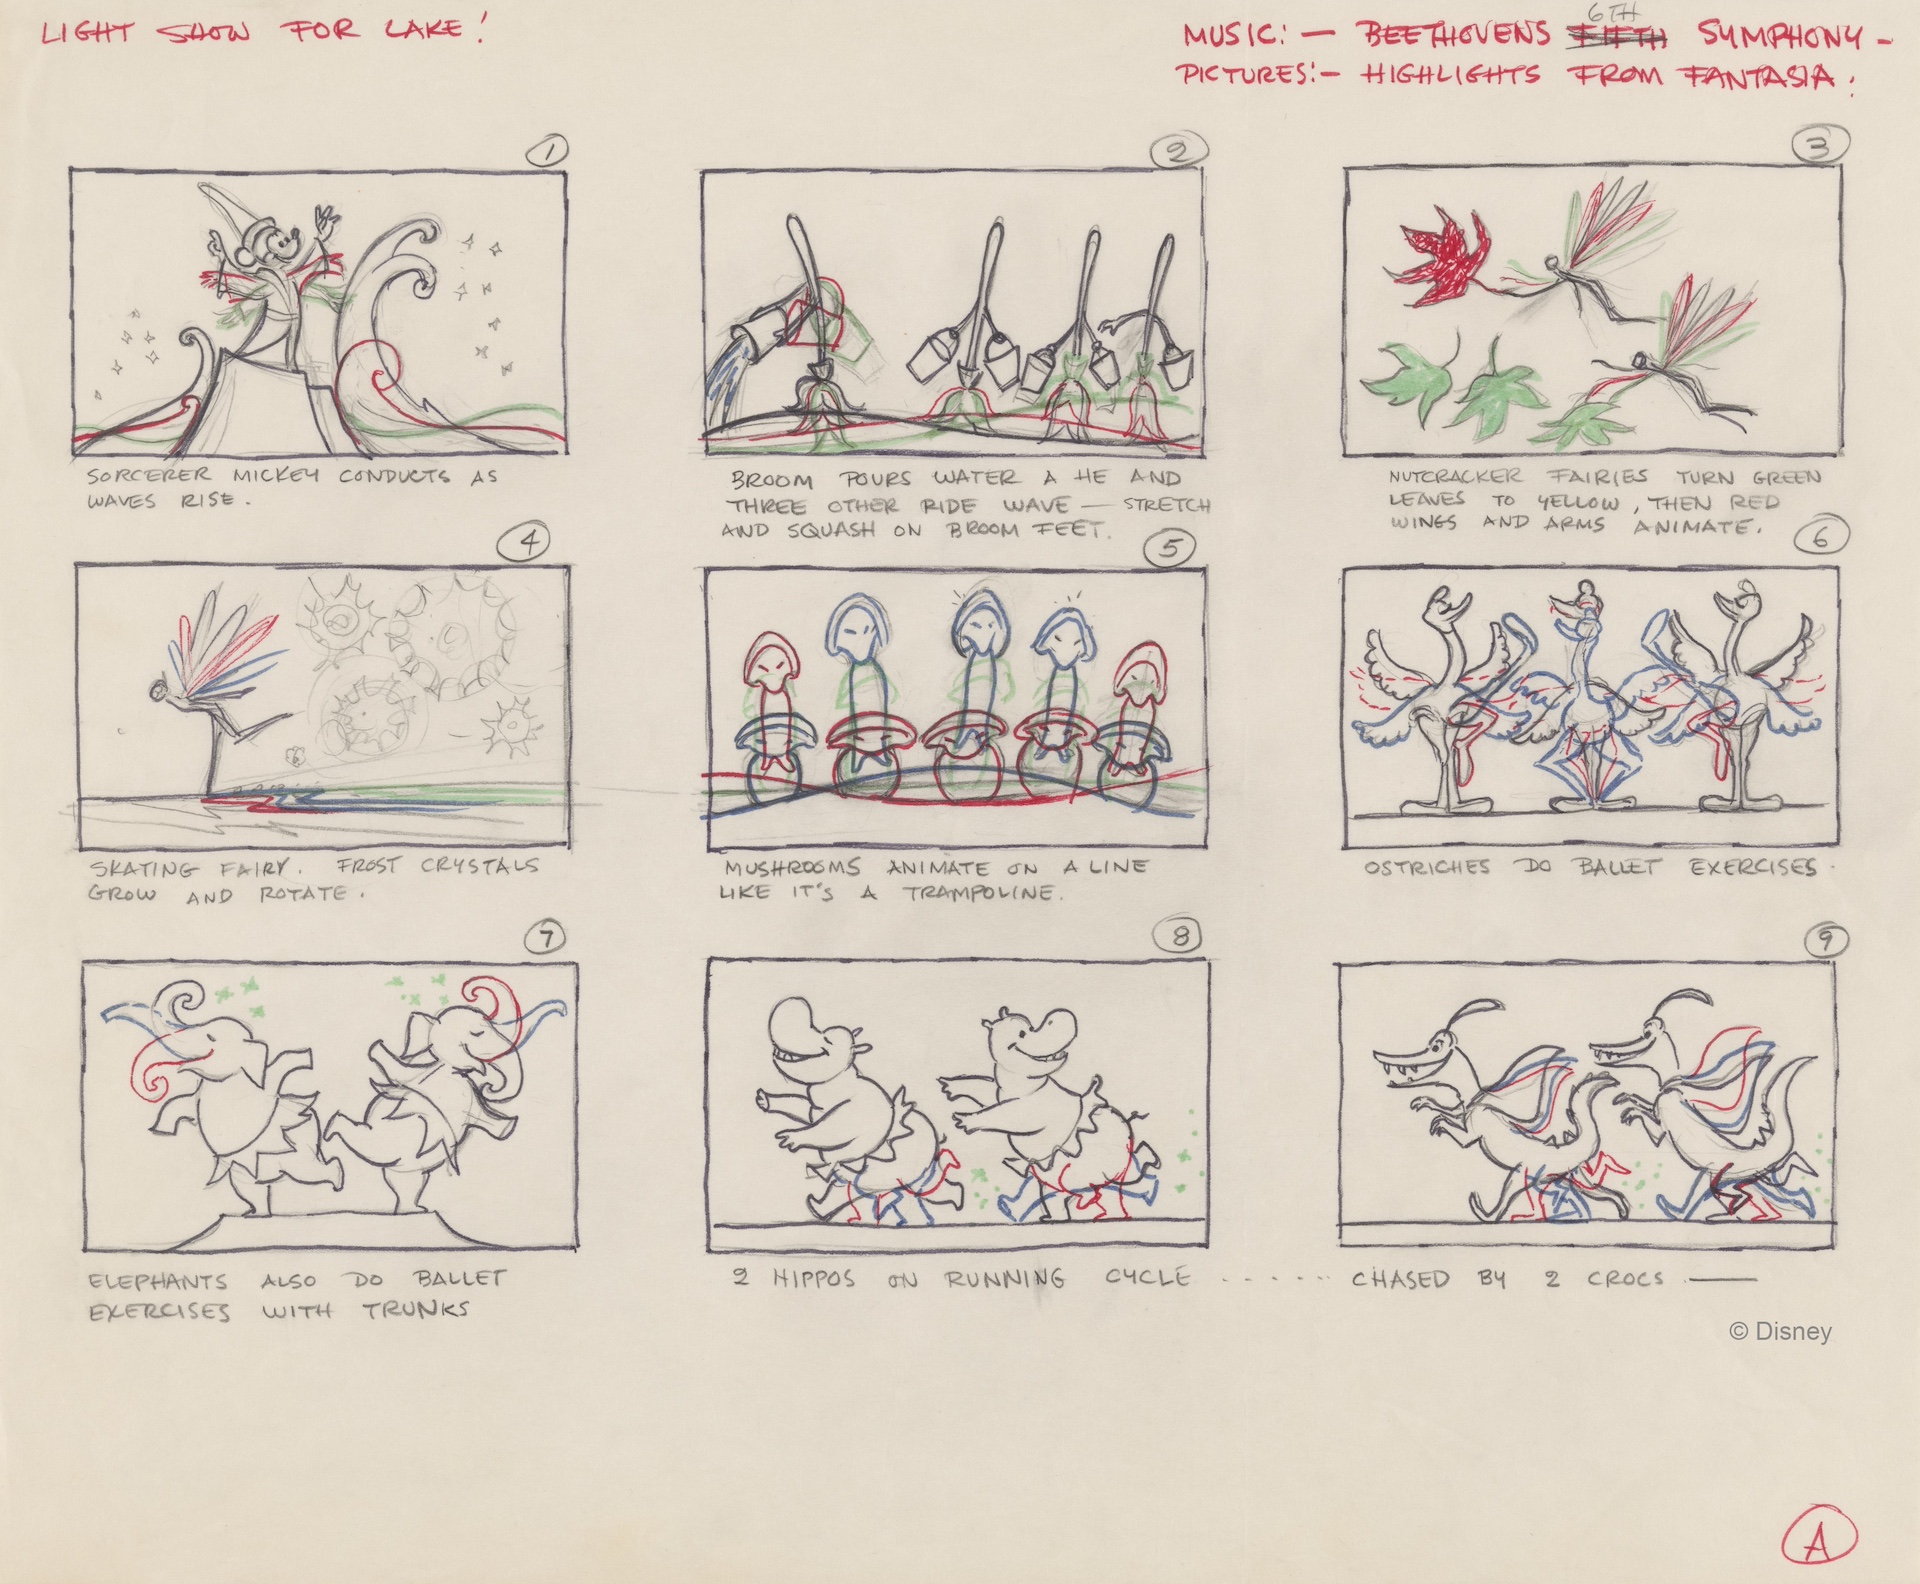 LIGHT SHOW FOR LAKE!
6TH
MUSIC:— BEETHOVENS FIFTH SYMPHONY -
PICTURES:- HIGHLIGHTS FROM FANTASIA!
1
SORCERER MICKEY CONDUCTS AS
WAVES RISE.
2
BROOM POURS WATER A HE AND
THREE OTHER RIDE WAVE — STRETCH
AND SQUASH ON BROOM FEET.
3
NUTCRACKER FAIRIES TURN GREEN
LEAVES TO YELLOW, THEN RED
WINGS AND ARMS ANIMATE.
4
SKATING FAIRY. FROST CRYSTALS
GROW AND ROTATE.
5
MUSHROOMS ANIMATE ON A LINE
LIKE IT'S A TRAMPOLINE.
6
OSTRICHES DO BALLET EXERCISES.
7
ELEPHANTS ALSO DO BALLET
EXERCISES WITH TRUNKS
8
2 HIPPOS ON RUNNING CYCLE ......
9
CHASED BY 2 CROCS —
© Disney
A